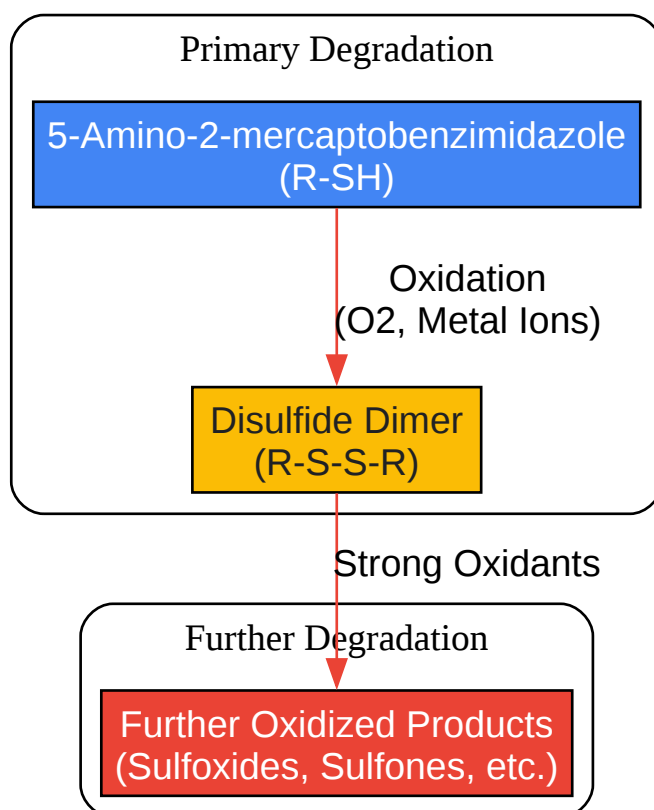 Primary Degradation
5-Amino-2-mercaptobenzimidazole
(R-SH)
Oxidation
(O2, Metal Ions)
Disulfide Dimer
(R-S-S-R)
Strong Oxidants
Further Degradation
Further Oxidized Products
(Sulfoxides, Sulfones, etc.)